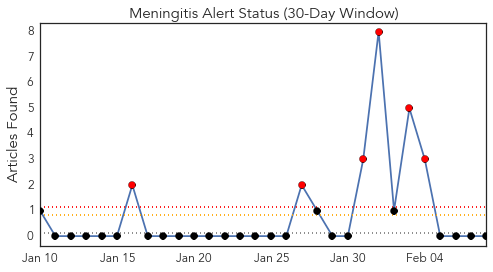 Meningitis Alert Status (30-Day Window)
Articles Found
8
7
6
5
4
3
2
1
0
Jan 10
Jan 15
Jan 20
Jan 25
Jan 30
Feb 04